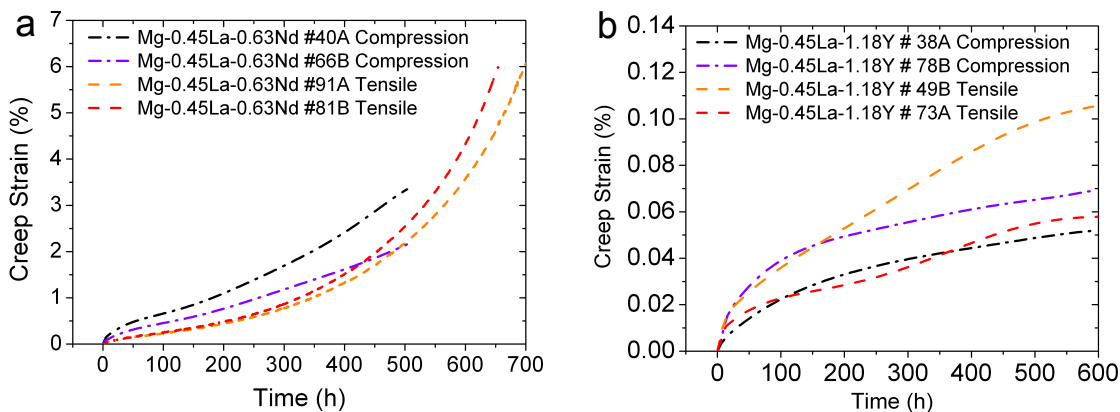 a
7
6
5
4
3
2
1
0
Creep Strain (%)
Mg-0.45La-0.63Nd #40A Compression
Mg-0.45La-0.63Nd #66B Compression
Mg-0.45La-0.63Nd #91A Tensile
Mg-0.45La-0.63Nd #81B Tensile
0 100 200 300 400 500 600 700
Time (h)
b
0.14
0.12
0.10
0.08
0.06
0.04
0.02
0.00
Creep Strain (%)
Mg-0.45La-1.18Y # 38A Compression
Mg-0.45La-1.18Y # 78B Compression
Mg-0.45La-1.18Y # 49B Tensile
Mg-0.45La-1.18Y # 73A Tensile
0 100 200 300 400 500 600
Time (h)